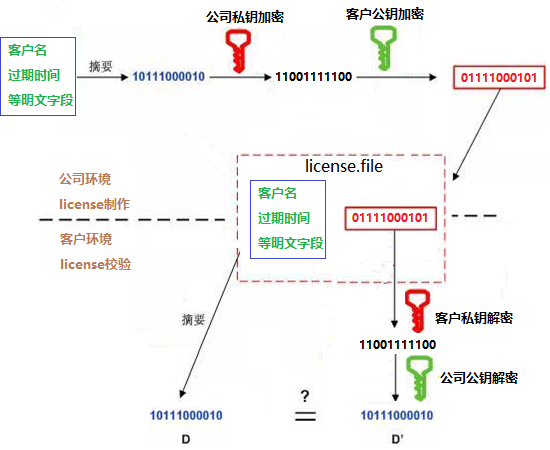 公司私钥加密
客户公钥加密
客户名
过期时间
等明文字段
摘要
10111000010
11001111100
01111000101
license.file
客户名
过期时间
等明文字段
01111000101
公司环境
license制作
客户环境
license校验
摘要
客户私钥解密
11001111100
公司公钥解密
10111000010
?
=
10111000010
D
D'